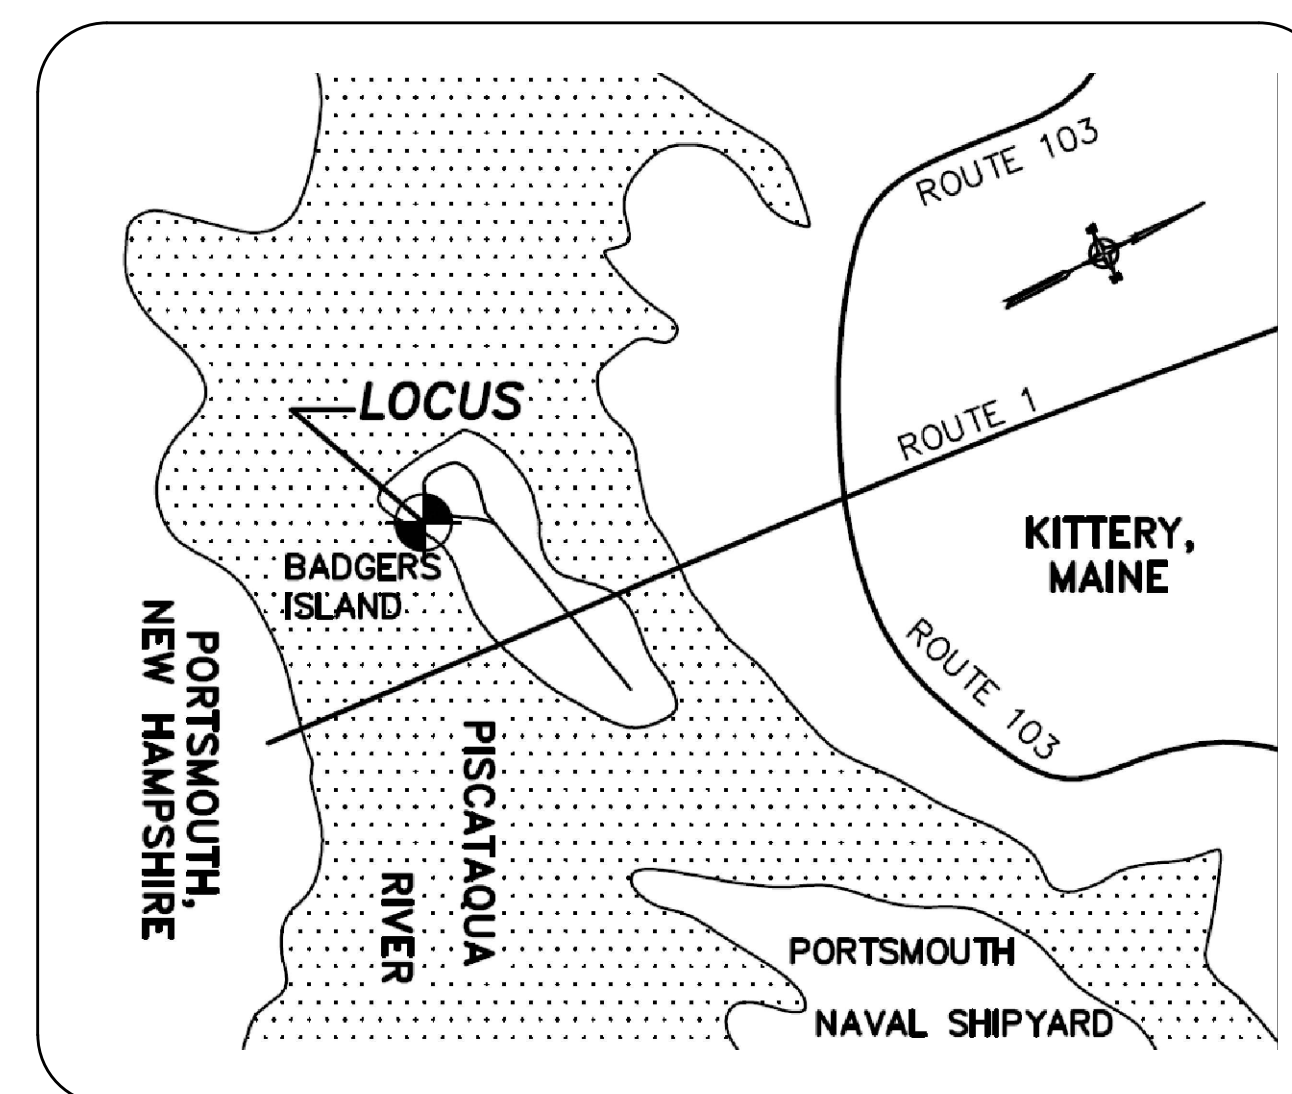 ROUTE 103
LOCUS
ROUTE 1
KITTERY,
MAINE
BADGERS
ISLAND
PORTSMOUTH,
NEW HAMPSHIRE
ROUTE 103
PISCATAQUA
RIVER
PORTSMOUTH
NAVAL SHIPYARD